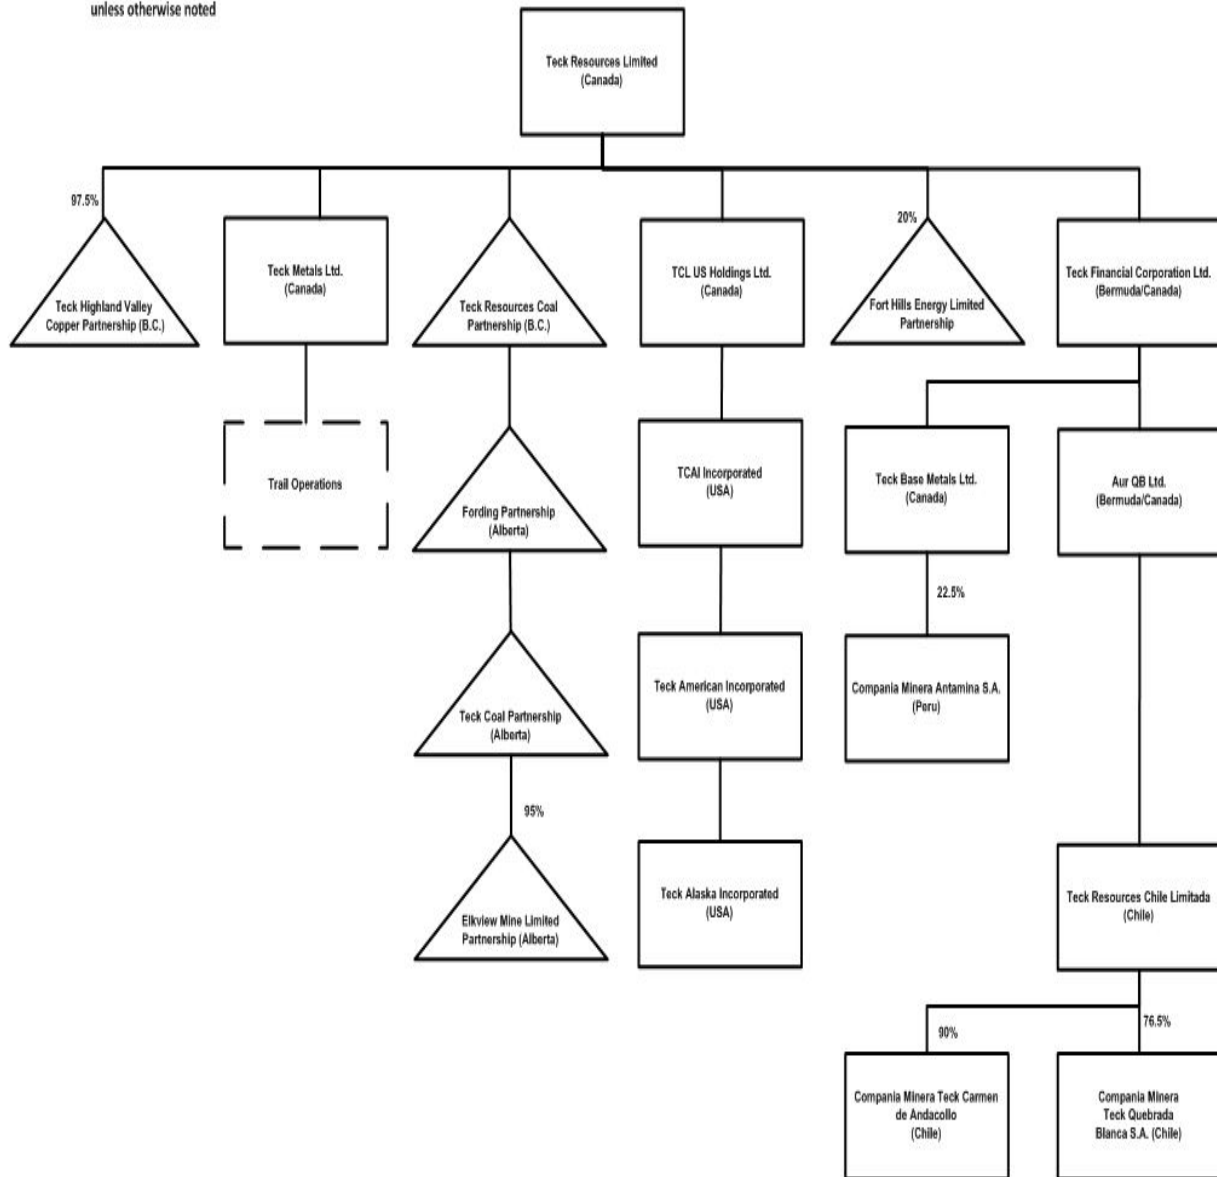 unless otherwise noted
Teck Resources Limited
(Canada)
97.5%
20%
Teck Highland Valley
Copper Partnership (B.C.)
Teck Metals Ltd.
(Canada)
Teck Resources Coal
Partnership (B.C.)
TCL US Holdings Ltd.
(Canada)
Fort Hills Energy Limited
Partnership
Teck Financial Corporation Ltd.
(Bermuda/Canada)
Trail Operations
Fording Partnership
(Alberta)
TCAI Incorporated
(USA)
Teck Base Metals Ltd.
(Canada)
Aur QB Ltd.
(Bermuda/Canada)
22.5%
Teck Coal Partnership
(Alberta)
Teck American Incorporated
(USA)
Compania Minera Antamina S.A.
(Peru)
95%
Elkview Mine Limited
Partnership (Alberta)
Teck Alaska Incorporated
(USA)
Teck Resources Chile Limitada
(Chile)
90%
76.5%
Compania Minera Teck Carmen
de Andacollo
(Chile)
Compania Minera
Teck Quebrada
Blanca S.A. (Chile)